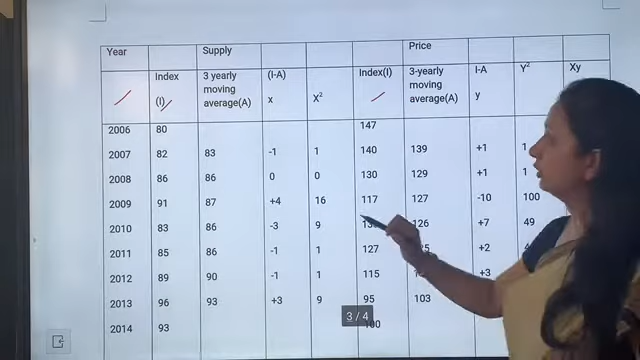 Year Supply Price
Index (I-A) Index(I) I-A Y² Xy
3 yearly 3-yearly
moving moving
(I) average(A) x X² average(A) y
2006 80 147
2007 82 83 -1 1 140 139 +1 1
2008 86 86 0 0 130 129 +1 1
2009 91 87 +4 16 117 127 -10 100
2010 83 86 -3 9 126 +7 49
2011 85 86 -1 1 127 +2
2012 89 90 -1 1 115 +3
2013 96 93 +3 9 95 103
3 / 4
2014 93